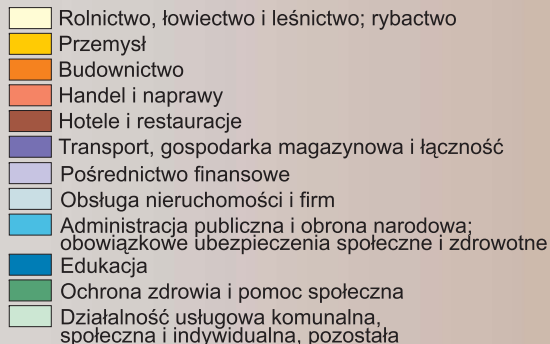 Rolnictwo, łowiectwo i leśnictwo; rybactwo
Przemysł
Budownictwo
Handel i naprawy
Hotele i restauracje
Transport, gospodarka magazynowa i łączność
Pośrednictwo finansowe
Obsługa nieruchomości i firm
Administracja publiczna i obrona narodowa;
obowiązkowe ubezpieczenia społeczne i zdrowotne
Edukacja
Ochrona zdrowia i pomoc społeczna
Działalność usługowa komunalna,
społeczna i indywidualna, pozostała